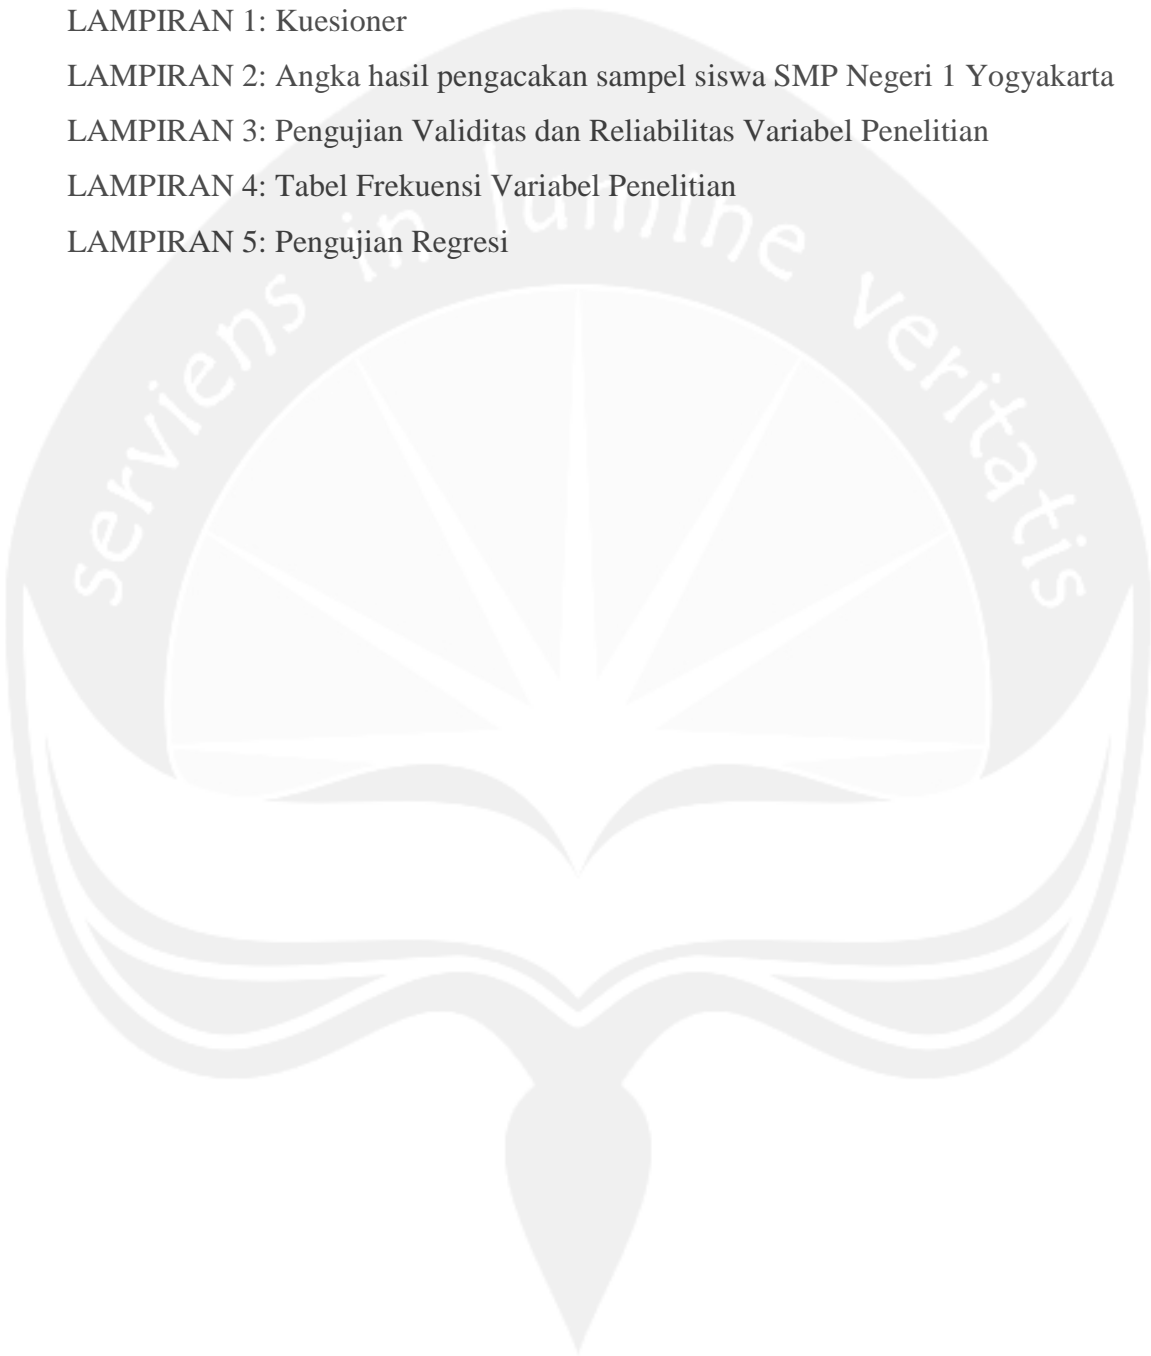 LAMPIRAN 1: Kuesioner
LAMPIRAN 2: Angka hasil pengacakan sampel siswa SMP Negeri 1 Yogyakarta
LAMPIRAN 3: Pengujian Validitas dan Reliabilitas Variabel Penelitian
LAMPIRAN 4: Tabel Frekuensi Variabel Penelitian
LAMPIRAN 5: Pengujian Regresi
serviens in lumine veritatis